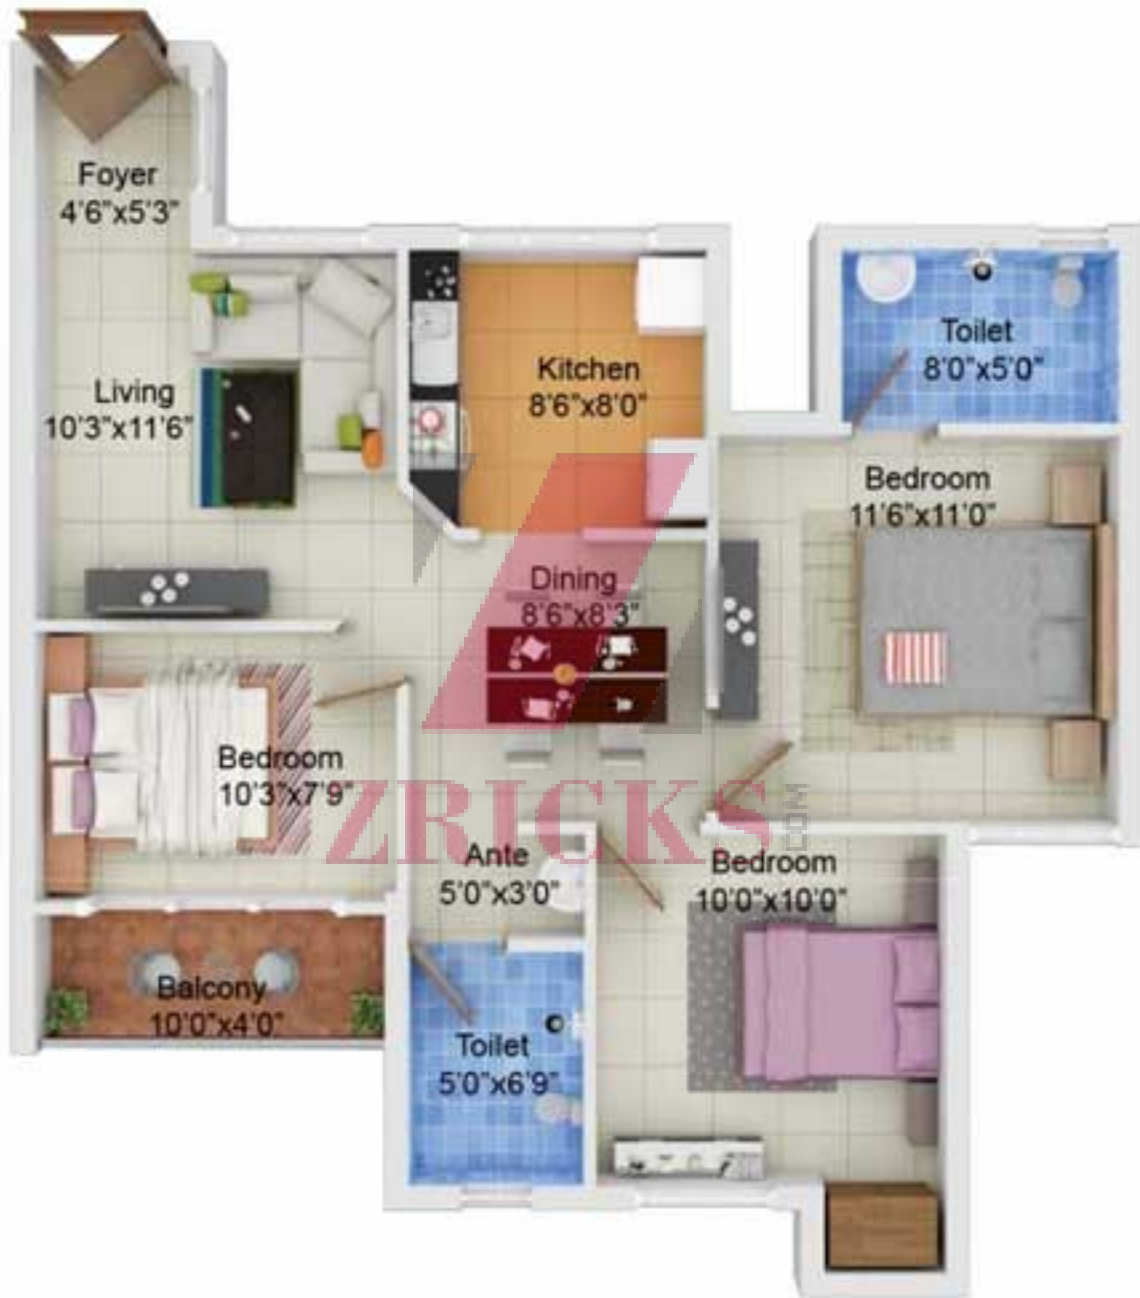 Foyer
4'6"x5'3"
Living
10'3"x11'6"
Kitchen
8'6"x8'0"
Toilet
8'0"x5'0"
Bedroom
11'6"x11'0"
Dining
8'6"x8'3"
Bedroom
10'3"x7'9"
ZRICKS
.COM
Ante
5'0"x3'0"
Bedroom
10'0"x10'0"
Balcony
10'0"x4'0"
Toilet
5'0"x6'9"